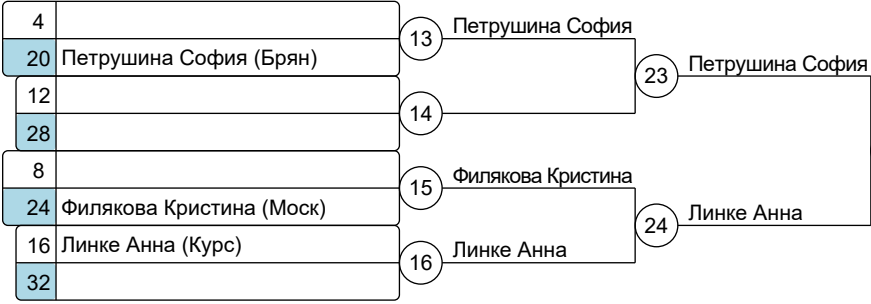 4
13 Петрушина София
20 Петрушина София (Брян)
23 Петрушина София
12
14
28
8
15 Филякова Кристина
24 Филякова Кристина (Моск)
24 Линке Анна
16 Линке Анна (Курс)
16 Линке Анна
32